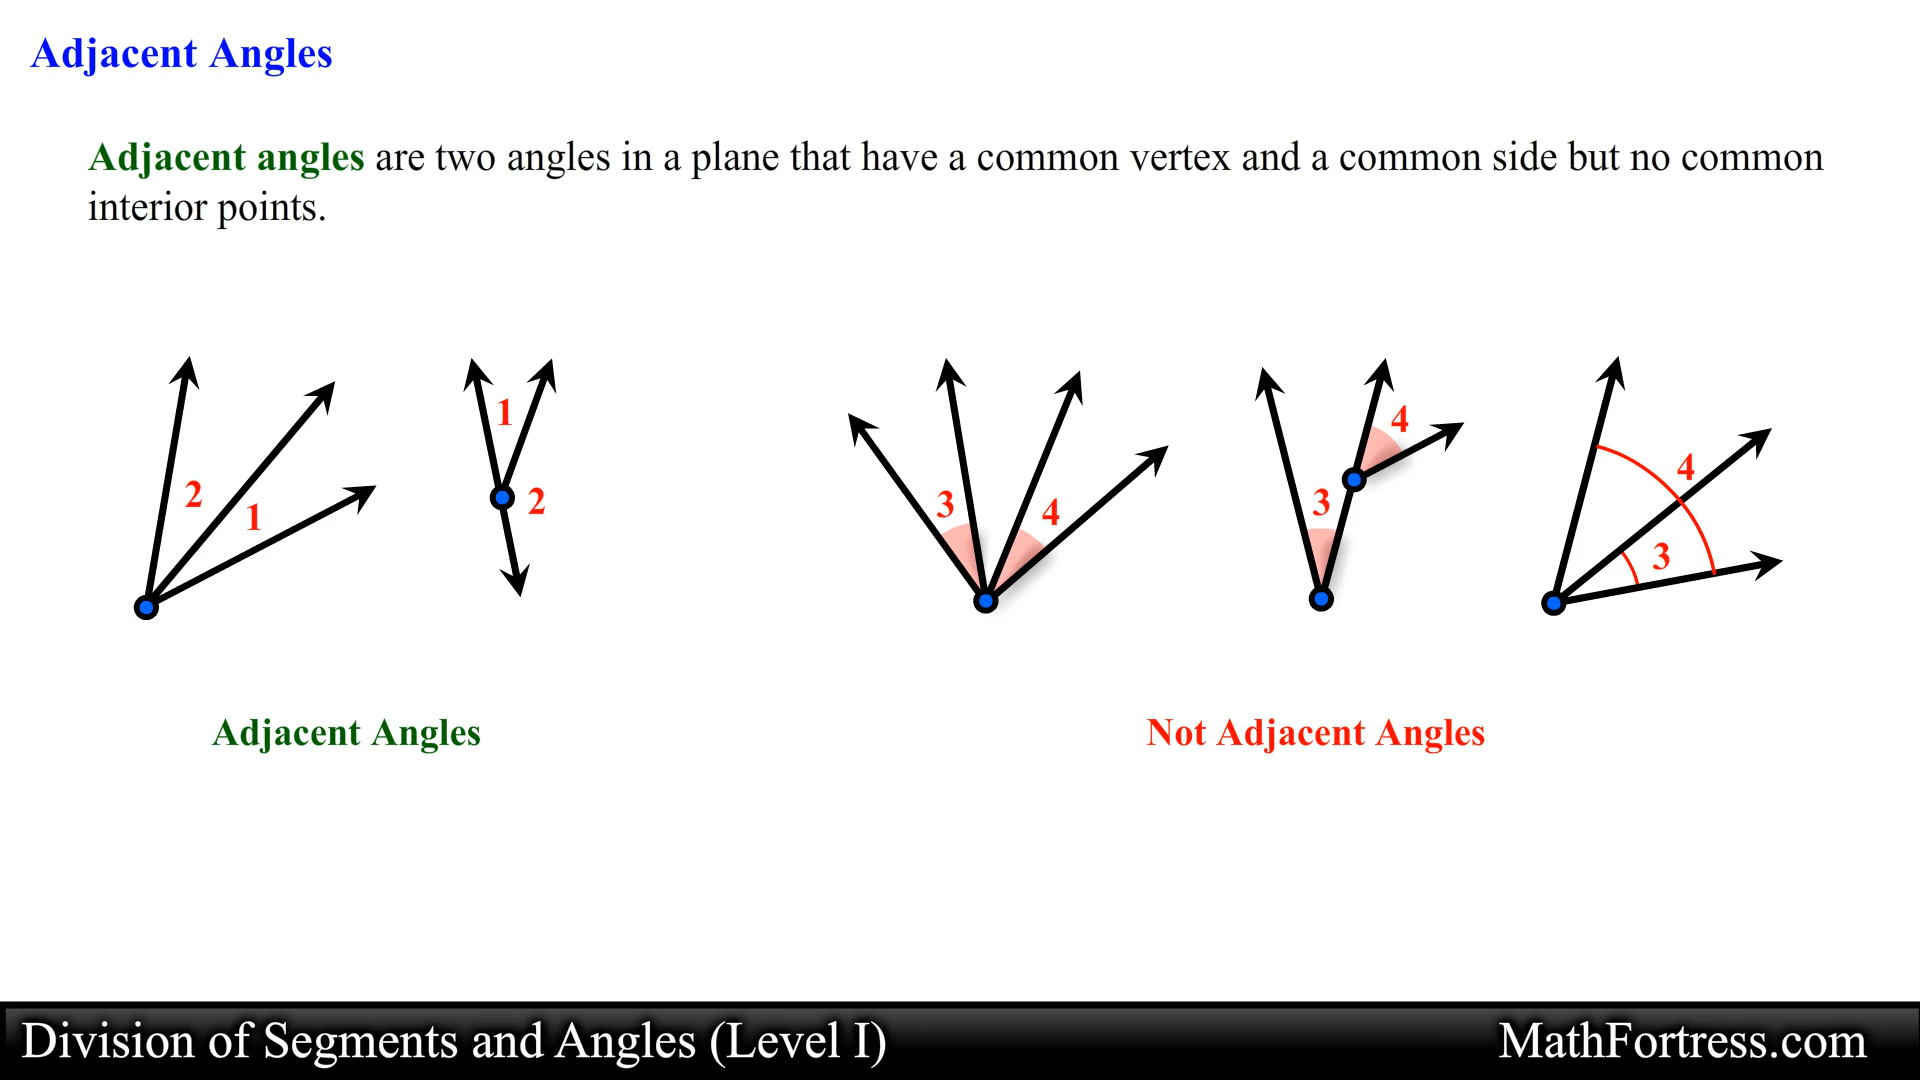 Adjacent Angles
Adjacent angles are two angles in a plane that have a common vertex and a common side but no common
interior points.
2
1
1
2
3
4
3
4
4
3
Adjacent Angles
Not Adjacent Angles
Division of Segments and Angles (Level I)
MathFortress.com